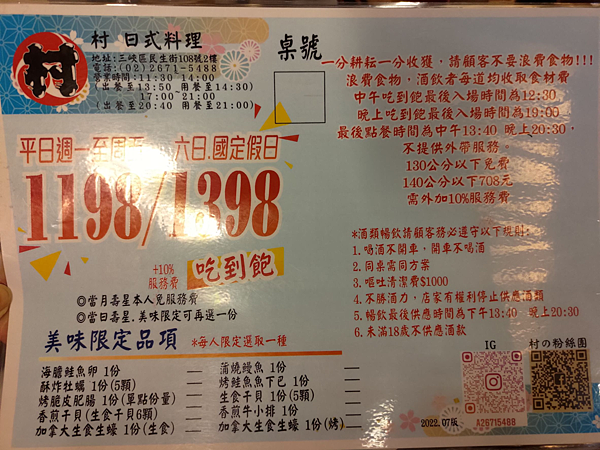 村
村 日式料理
地址:三峽區民生街108號2樓
電話:(02)2671-5488
營業時間:11:30-14:00
(出餐至13:50,用餐至14:30)
17:00~21:00
(出餐至20:40 用餐至21:00)
桌號
一分耕耘一分收獲,請顧客不要浪費食物!!!
浪費食物,酒飲者每道均收取食材費
中午吃到飽最後入場時間為12:30
晚上吃到飽最後入場時間為19:00
最後點餐時間為中午13:40 晚上20:30,
不提供外帶服務。
130公分以下免費
140公分以下708元
需外加10%服務費
平日週一至周五 六日.國定假日
1198/1398
+10%
服務費
吃到飽
◎當月壽星本人免服務費
◎當日壽星.美味限定可再選一份
*酒類暢飲請顧客務必遵守以下規則:
1.喝酒不開車,開車不喝酒
2.同桌需同方案
3.嘔吐清潔費$1000
4.不勝酒力,店家有權利停止供應酒類
5.暢飲最後供應時間為下午13:40 晚上20:30
6.未滿18歲不供應酒款
美味限定品項 *每人限定選取一種
海膽鮭魚卵 1份
酥炸牡蠣 1份(5顆)
烤脆皮肥腸 1份(單點份量)
香煎干貝(生食干貝6顆)
加拿大生食生蠔 1份(生食)
蒲燒鰻魚 1份
烤鮭魚魚下巴 1份
生食干貝 1份(5顆)
香煎牛小排 1份
加拿大生食生蠔 1份(烤)
IG
村の粉絲團
2022.07版
A26715488